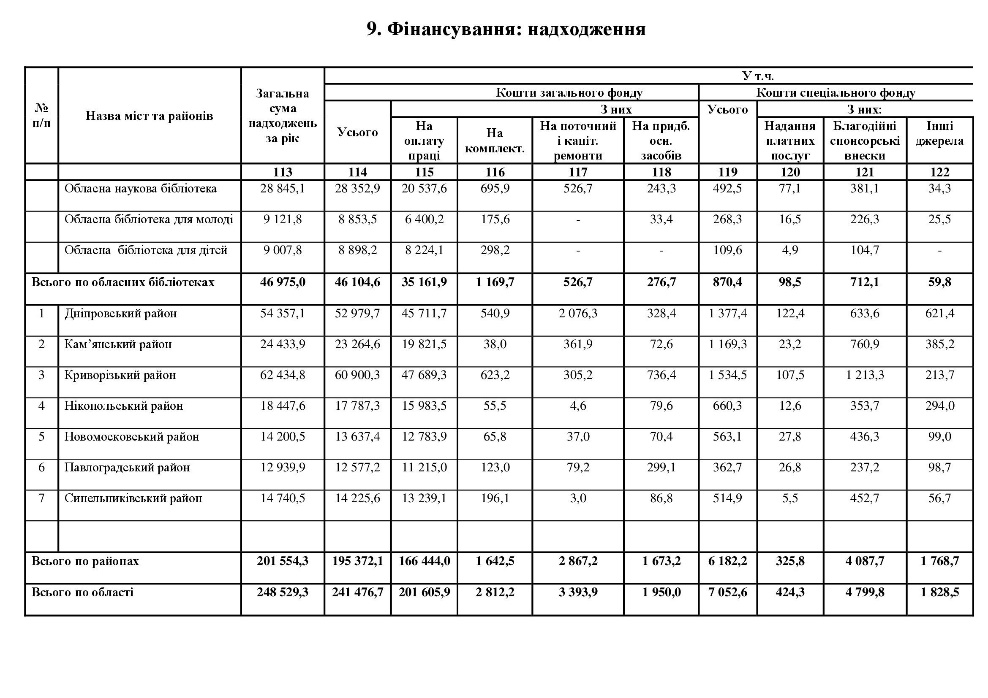 9. Фінансування: надходження
№ п/п | Назва міст та районів | Загальна сума надходжень за рік | У т.ч.
Кошти загального фонду | Кошти спеціального фонду
Усього | З них | Усього | З них:
На оплату праці | На комплект. | На поточний і капіт. ремонти | На придб. осн. засобів | Надання платних послуг | Благодійні спонсорські внески | Інші джерела
113 | 114 | 115 | 116 | 117 | 118 | 119 | 120 | 121 | 122
Обласна наукова бібліотека | 28 845,1 | 28 352,9 | 20 537,6 | 695,9 | 526,7 | 243,3 | 492,5 | 77,1 | 381,1 | 34,3
Обласна бібліотека для молоді | 9 121,8 | 8 853,5 | 6 400,2 | 175,6 | - | 33,4 | 268,3 | 16,5 | 226,3 | 25,5
Обласна бібліотека для дітей | 9 007,8 | 8 898,2 | 8 224,1 | 298,2 | - | - | 109,6 | 4,9 | 104,7 | -
Всього по обласних бібліотеках | 46 975,0 | 46 104,6 | 35 161,9 | 1 169,7 | 526,7 | 276,7 | 870,4 | 98,5 | 712,1 | 59,8
1 | Дніпровський район | 54 357,1 | 52 979,7 | 45 711,7 | 540,9 | 2 076,3 | 328,4 | 1 377,4 | 122,4 | 633,6 | 621,4
2 | Кам’янський район | 24 433,9 | 23 264,6 | 19 821,5 | 38,0 | 361,9 | 72,6 | 1 169,3 | 23,2 | 760,9 | 385,2
3 | Криворізький район | 62 434,8 | 60 900,3 | 47 689,3 | 623,2 | 305,2 | 736,4 | 1 534,5 | 107,5 | 1 213,3 | 213,7
4 | Нікопольський район | 18 447,6 | 17 787,3 | 15 983,5 | 55,5 | 4,6 | 79,6 | 660,3 | 12,6 | 353,7 | 294,0
5 | Новомосковський район | 14 200,5 | 13 637,4 | 12 783,9 | 65,8 | 37,0 | 70,4 | 563,1 | 27,8 | 436,3 | 99,0
6 | Павлоградський район | 12 939,9 | 12 577,2 | 11 215,0 | 123,0 | 79,2 | 299,1 | 362,7 | 26,8 | 237,2 | 98,7
7 | Синельниківський район | 14 740,5 | 14 225,6 | 13 239,1 | 196,1 | 3,0 | 86,8 | 514,9 | 5,5 | 452,7 | 56,7
Всього по районах | 201 554,3 | 195 372,1 | 166 444,0 | 1 642,5 | 2 867,2 | 1 673,2 | 6 182,2 | 325,8 | 4 087,7 | 1 768,7
Всього по області | 248 529,3 | 241 476,7 | 201 605,9 | 2 812,2 | 3 393,9 | 1 950,0 | 7 052,6 | 424,3 | 4 799,8 | 1 828,5